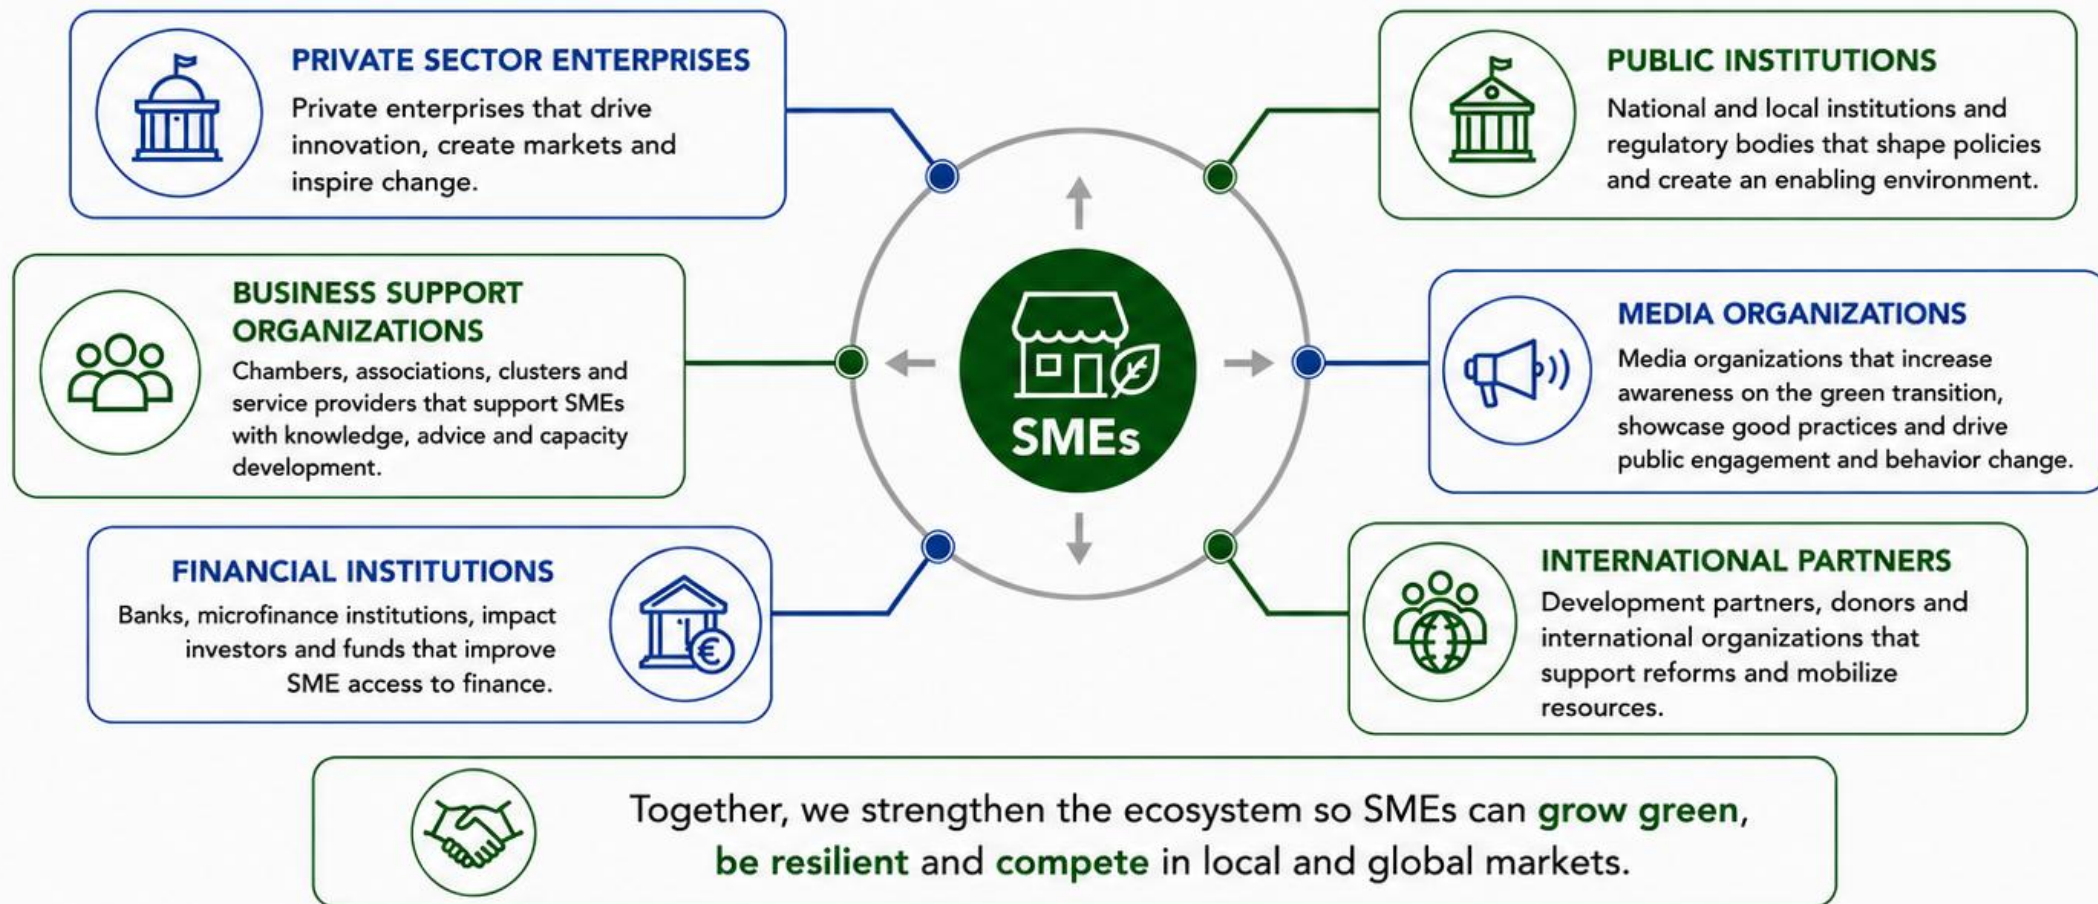 PRIVATE SECTOR ENTERPRISES
Private enterprises that drive
innovation, create markets and
inspire change.
PUBLIC INSTITUTIONS
National and local institutions and
regulatory bodies that shape policies
and create an enabling environment.
BUSINESS SUPPORT
ORGANIZATIONS
Chambers, associations, clusters and
service providers that support SMEs
with knowledge, advice and capacity
development.
SMEs
MEDIA ORGANIZATIONS
Media organizations that increase
awareness on the green transition,
showcase good practices and drive
public engagement and behavior change.
FINANCIAL INSTITUTIONS
Banks, microfinance institutions, impact
investors and funds that improve
SME access to finance.
€
INTERNATIONAL PARTNERS
Development partners, donors and
international organizations that
support reforms and mobilize
resources.
Together, we strengthen the ecosystem so SMEs can grow green,
be resilient and compete in local and global markets.